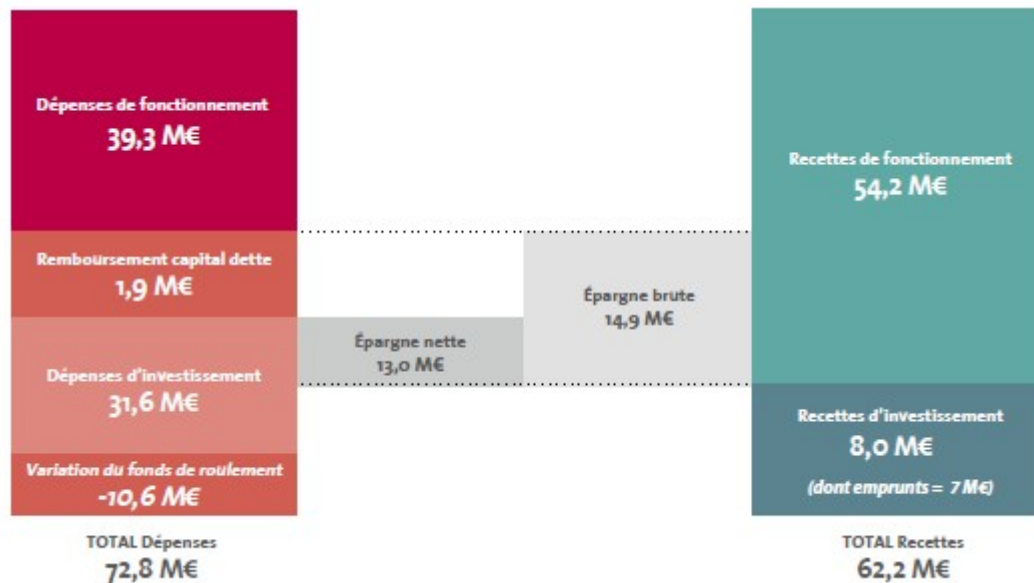 Dépenses de fonctionnement
39,3 M€
Remboursement capital dette
1,9 M€
Dépenses d'investissement
31,6 M€
Variation du fonds de roulement
-10,6 M€
TOTAL Dépenses
72,8 M€
Épargne nette
13,0 M€
Épargne brute
14,9 M€
Recettes de fonctionnement
54,2 M€
Recettes d'investissement
8,0 M€
(dont emprunts = 7 M€)
TOTAL Recettes
62,2 M€